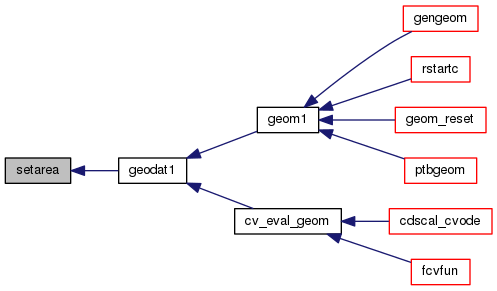 gengeom
rstartc
geom1
geom_reset
setarea
geodat1
ptbgeom
cv_eval_geom
cdscal_cvode
fcvfun